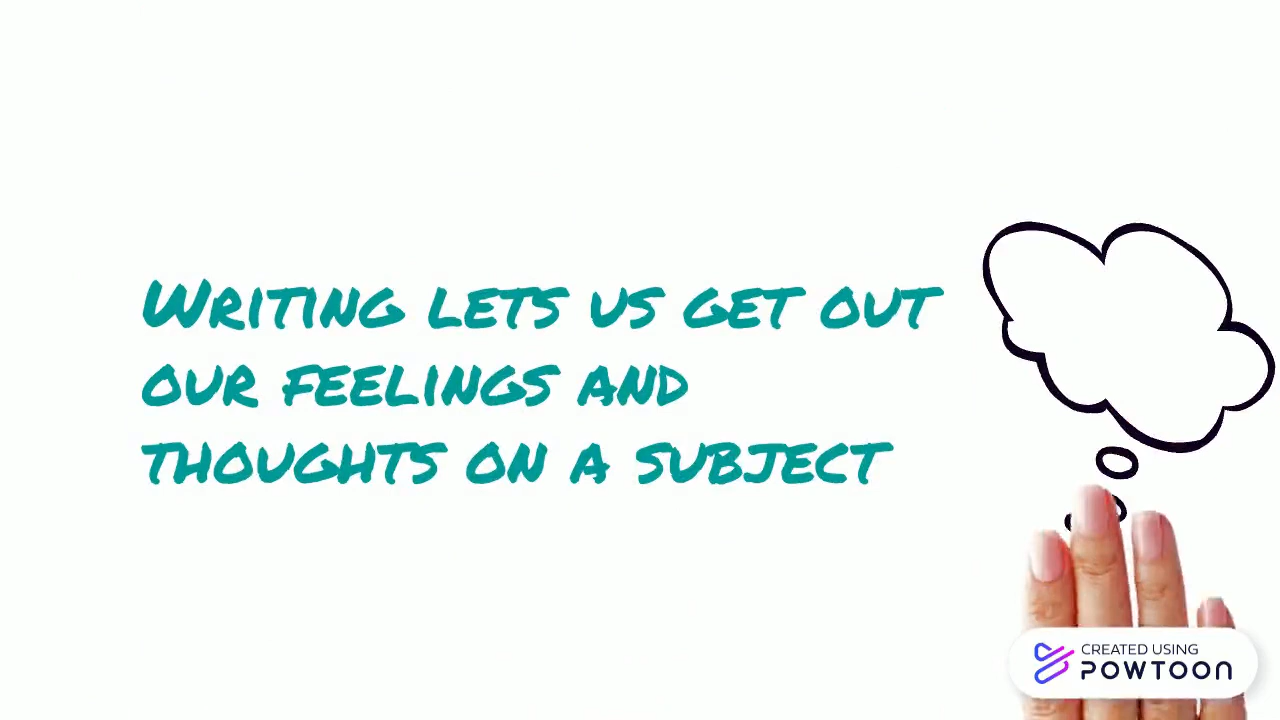 Writing lets us get out
our feelings and
thoughts on a subject
CREATED USING
POWTOON